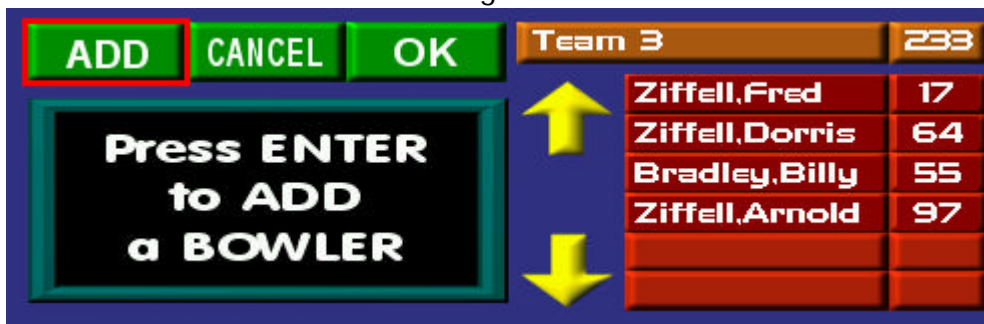 ADD CANCEL OK
Press ENTER
to ADD
a BOWLER
Team 3 233
Ziffell,Fred 17
Ziffell,Dorris 64
Bradley,Billy 55
Ziffell,Arnold 97